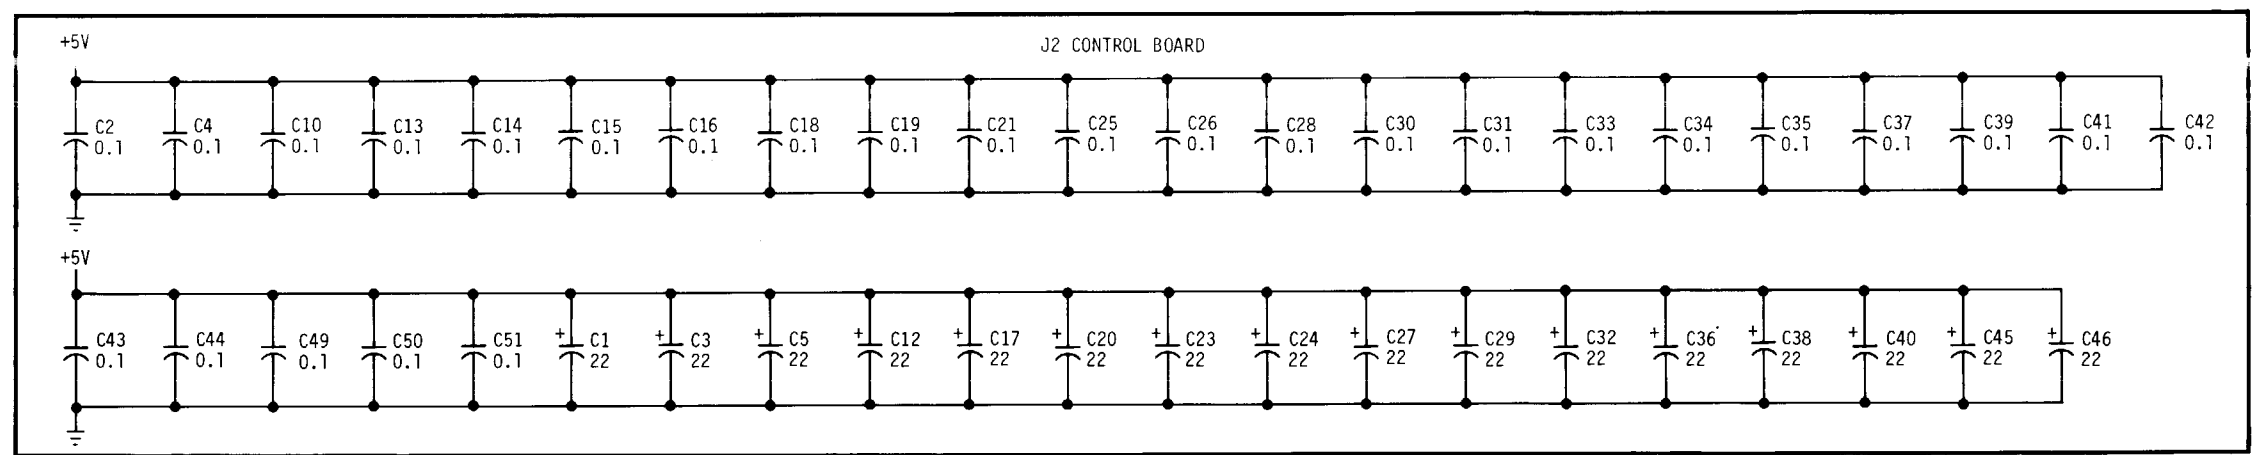 +5V
J2 CONTROL BOARD
C2 C4 C10 C13 C14 C15 C16 C18 C19 C21 C25 C26 C28 C30 C31 C33 C34 C35 C37 C39 C41 C42
0.1 0.1 0.1 0.1 0.1 0.1 0.1 0.1 0.1 0.1 0.1 0.1 0.1 0.1 0.1 0.1 0.1 0.1 0.1 0.1 0.1 0.1
+5V
C43 C44 C49 C50 C51 + C1 + C3 + C5 + C12 + C17 + C20 + C23 + C24 + C27 + C29 + C32 + C36 + C38 + C40 + C45 + C46
0.1 0.1 0.1 0.1 0.1 22 22 22 22 22 22 22 22 22 22 22 22 22 22 22 22